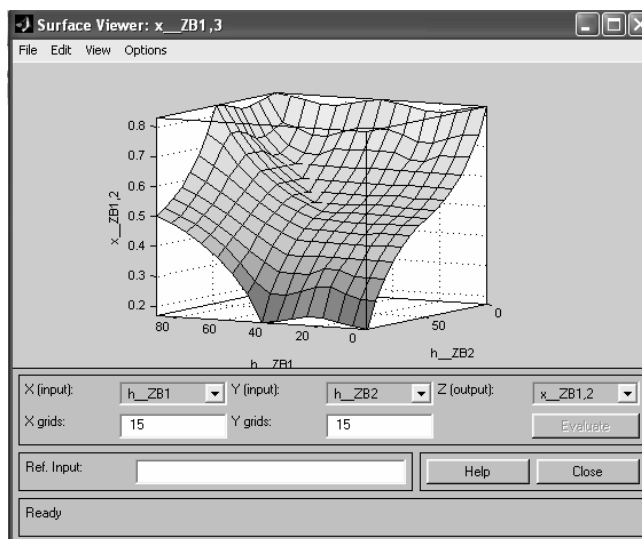 Surface Viewer: x__ZB1,3
File Edit View Options
0.8
0.7
0.6
0.5
0.4
0.3
0.2
x__ZB1,2
80
60
40
20
0
h__ZB1
50
0
h__ZB2
X (input): h__ZB1 Y (input): h__ZB2 Z (output): x__ZB1,2
X grids: 15 Y grids: 15 Evaluate
Ref. Input: Help Close
Ready